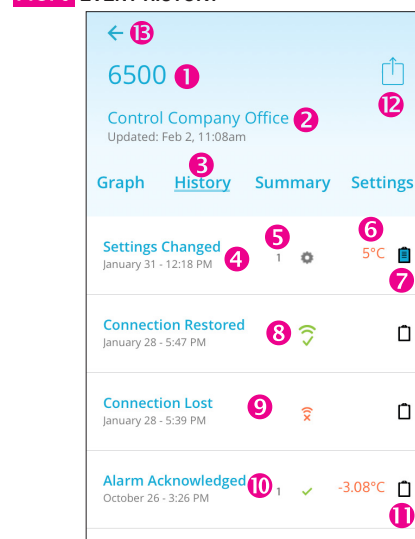 EVENT HISTORY
13
6500 1
12
Control Company Office 2
Updated: Feb 2, 11:08am
3
Graph History Summary Settings
5 6
Settings Changed 1 5°C
January 31 - 12:18 PM 4
7
Connection Restored
January 28 - 5:47 PM 8
Connection Lost
January 28 - 5:39 PM 9
Alarm Acknowledged 10 1 -3.08°C
October 26 - 3:26 PM
11